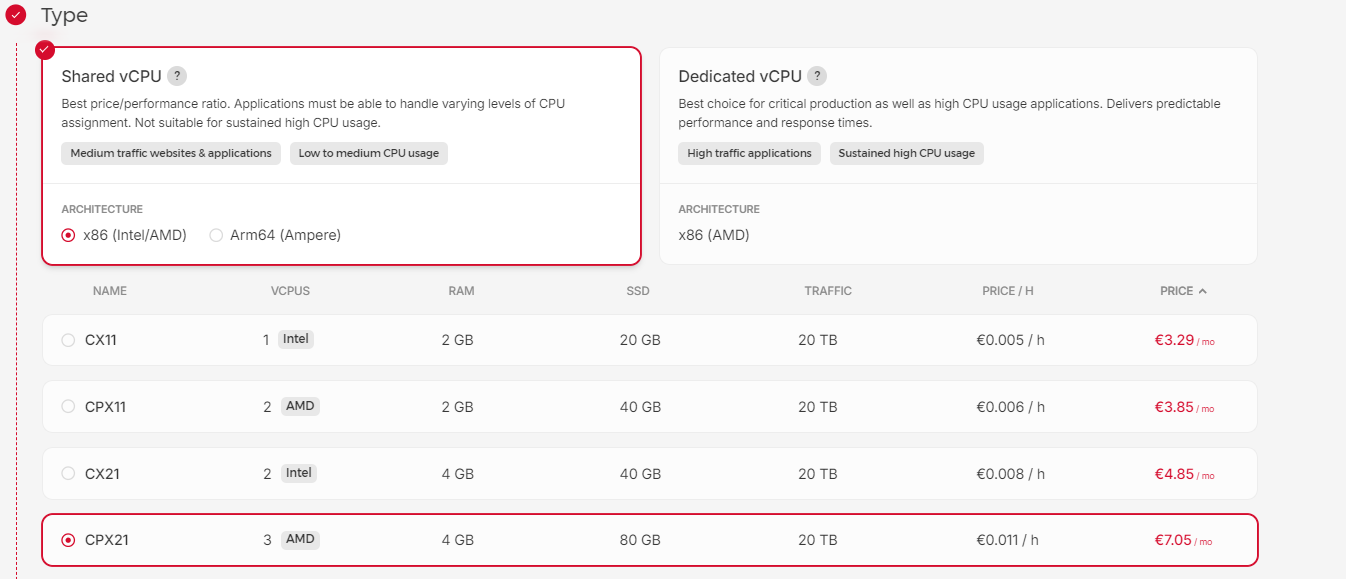 Type
Shared vCPU ?
Best price/performance ratio. Applications must be able to handle varying levels of CPU
assignment. Not suitable for sustained high CPU usage.
Medium traffic websites & applications Low to medium CPU usage
ARCHITECTURE
x86 (Intel/AMD) Arm64 (Ampere)
Dedicated vCPU ?
Best choice for critical production as well as high CPU usage applications. Delivers predictable
performance and response times.
High traffic applications Sustained high CPU usage
ARCHITECTURE
x86 (AMD)
NAME VCPUS RAM SSD TRAFFIC PRICE / H PRICE
CX11 1 Intel 2 GB 20 GB 20 TB €0.005 / h €3.29 / mo
CPX11 2 AMD 2 GB 40 GB 20 TB €0.006 / h €3.85 / mo
CX21 2 Intel 4 GB 40 GB 20 TB €0.008 / h €4.85 / mo
CPX21 3 AMD 4 GB 80 GB 20 TB €0.011 / h €7.05 / mo